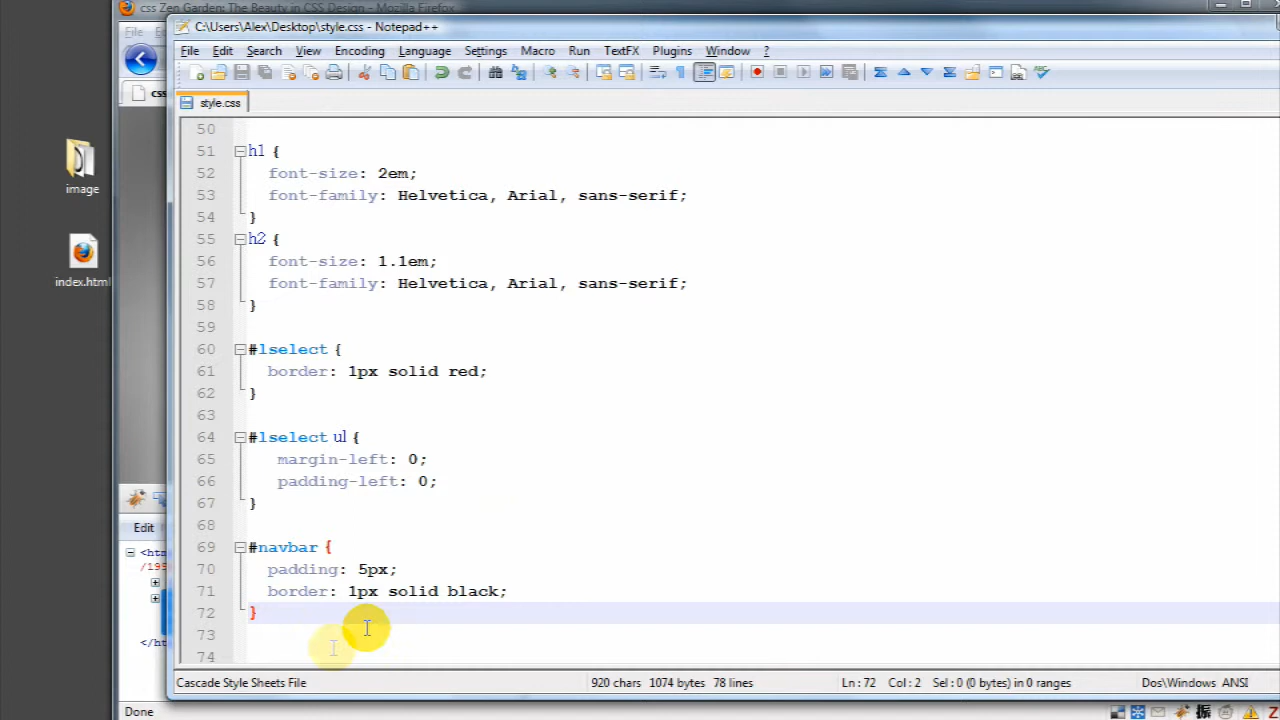 css Zen Garden: The Beauty in CSS Design - Mozilla Firefox
C:\Users\Alex\Desktop\style.css - Notepad++
File
File Edit Search View Encoding Language Settings Macro Run TextFX Plugins Window ?
css
style.css
image
index.html
50
51 h1 {
52 font-size: 2em;
53 font-family: Helvetica, Arial, sans-serif;
54 }
55 h2 {
56 font-size: 1.1em;
57 font-family: Helvetica, Arial, sans-serif;
58 }
59
60 #lselect {
61 border: 1px solid red;
62 }
63
64 #lselect ul {
65 margin-left: 0;
66 padding-left: 0;
67 }
68
69 #navbar {
70 padding: 5px;
71 border: 1px solid black;
72 }
73
74
Edit
<htm
/195
</ht
Cascade Style Sheets File 920 chars 1074 bytes 78 lines Ln : 72 Col : 2 Sel : 0 (0 bytes) in 0 ranges Dos\Windows ANSI
Done